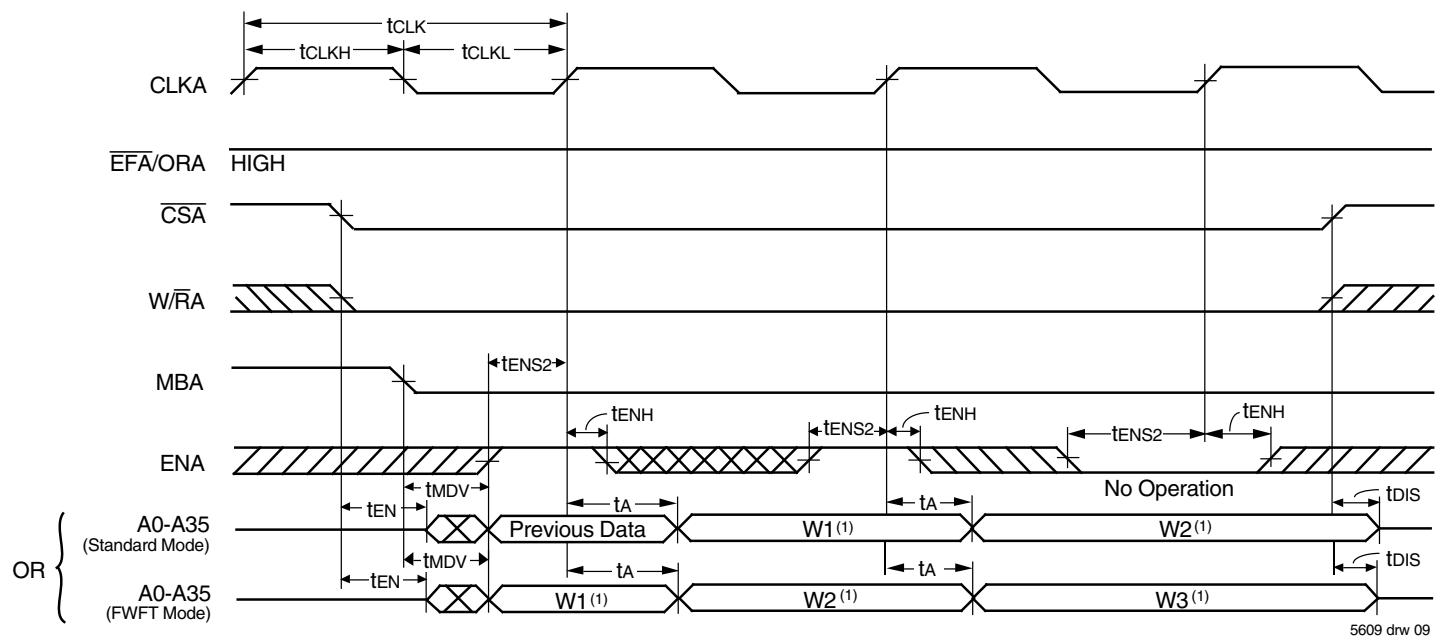 tCLK
tCLKH tCLKL
CLKA
EFA/ORA HIGH
CSA
W/RA
tENS2
MBA
tENH tENS2 tENH tENS2 tENH
ENA
No Operation
tMDV
tEN tA tA tDIS
A0-A35 Previous Data W1(1) W2(1)
(Standard Mode)
OR
tMDV
tEN tA tA tDIS
A0-A35 W1(1) W2(1) W3(1)
(FWFT Mode)
5609 drw 09